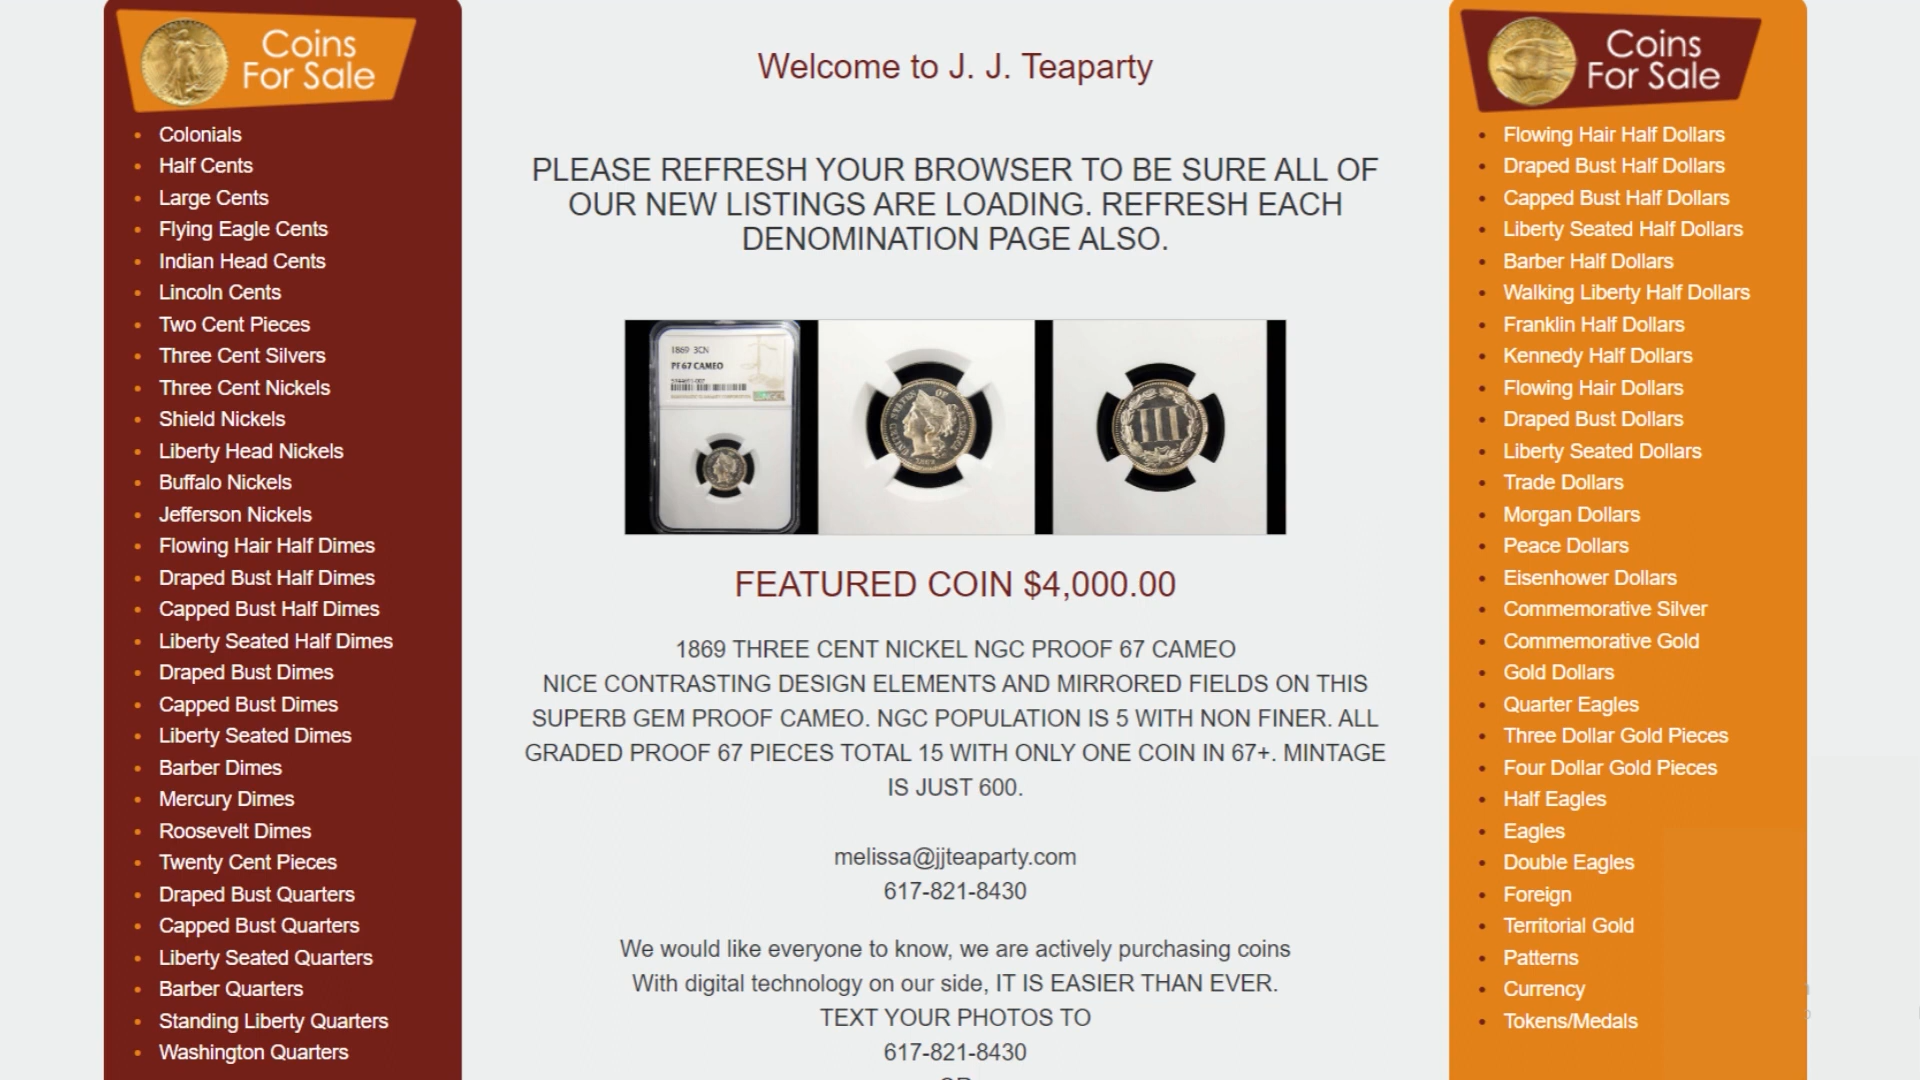 Coins
For Sale
Colonials
Half Cents
Large Cents
Flying Eagle Cents
Indian Head Cents
Lincoln Cents
Two Cent Pieces
Three Cent Silvers
Three Cent Nickels
Shield Nickels
Liberty Head Nickels
Buffalo Nickels
Jefferson Nickels
Flowing Hair Half Dimes
Draped Bust Half Dimes
Capped Bust Half Dimes
Liberty Seated Half Dimes
Draped Bust Dimes
Capped Bust Dimes
Liberty Seated Dimes
Barber Dimes
Mercury Dimes
Roosevelt Dimes
Twenty Cent Pieces
Draped Bust Quarters
Capped Bust Quarters
Liberty Seated Quarters
Barber Quarters
Standing Liberty Quarters
Washington Quarters
Welcome to J. J. Teaparty
PLEASE REFRESH YOUR BROWSER TO BE SURE ALL OF
OUR NEW LISTINGS ARE LOADING. REFRESH EACH
DENOMINATION PAGE ALSO.
1869 3CN
PF 67 CAMEO
NGC
UNITED STATES OF AMERICA
1869
III
FEATURED COIN $4,000.00
1869 THREE CENT NICKEL NGC PROOF 67 CAMEO
NICE CONTRASTING DESIGN ELEMENTS AND MIRRORED FIELDS ON THIS
SUPERB GEM PROOF CAMEO. NGC POPULATION IS 5 WITH NON FINER. ALL
GRADED PROOF 67 PIECES TOTAL 15 WITH ONLY ONE COIN IN 67+. MINTAGE
IS JUST 600.
melissa@jjteaparty.com
617-821-8430
We would like everyone to know, we are actively purchasing coins
With digital technology on our side, IT IS EASIER THAN EVER.
TEXT YOUR PHOTOS TO
617-821-8430
Coins
For Sale
Flowing Hair Half Dollars
Draped Bust Half Dollars
Capped Bust Half Dollars
Liberty Seated Half Dollars
Barber Half Dollars
Walking Liberty Half Dollars
Franklin Half Dollars
Kennedy Half Dollars
Flowing Hair Dollars
Draped Bust Dollars
Liberty Seated Dollars
Trade Dollars
Morgan Dollars
Peace Dollars
Eisenhower Dollars
Commemorative Silver
Commemorative Gold
Gold Dollars
Quarter Eagles
Three Dollar Gold Pieces
Four Dollar Gold Pieces
Half Eagles
Eagles
Double Eagles
Foreign
Territorial Gold
Patterns
Currency
Tokens/Medals